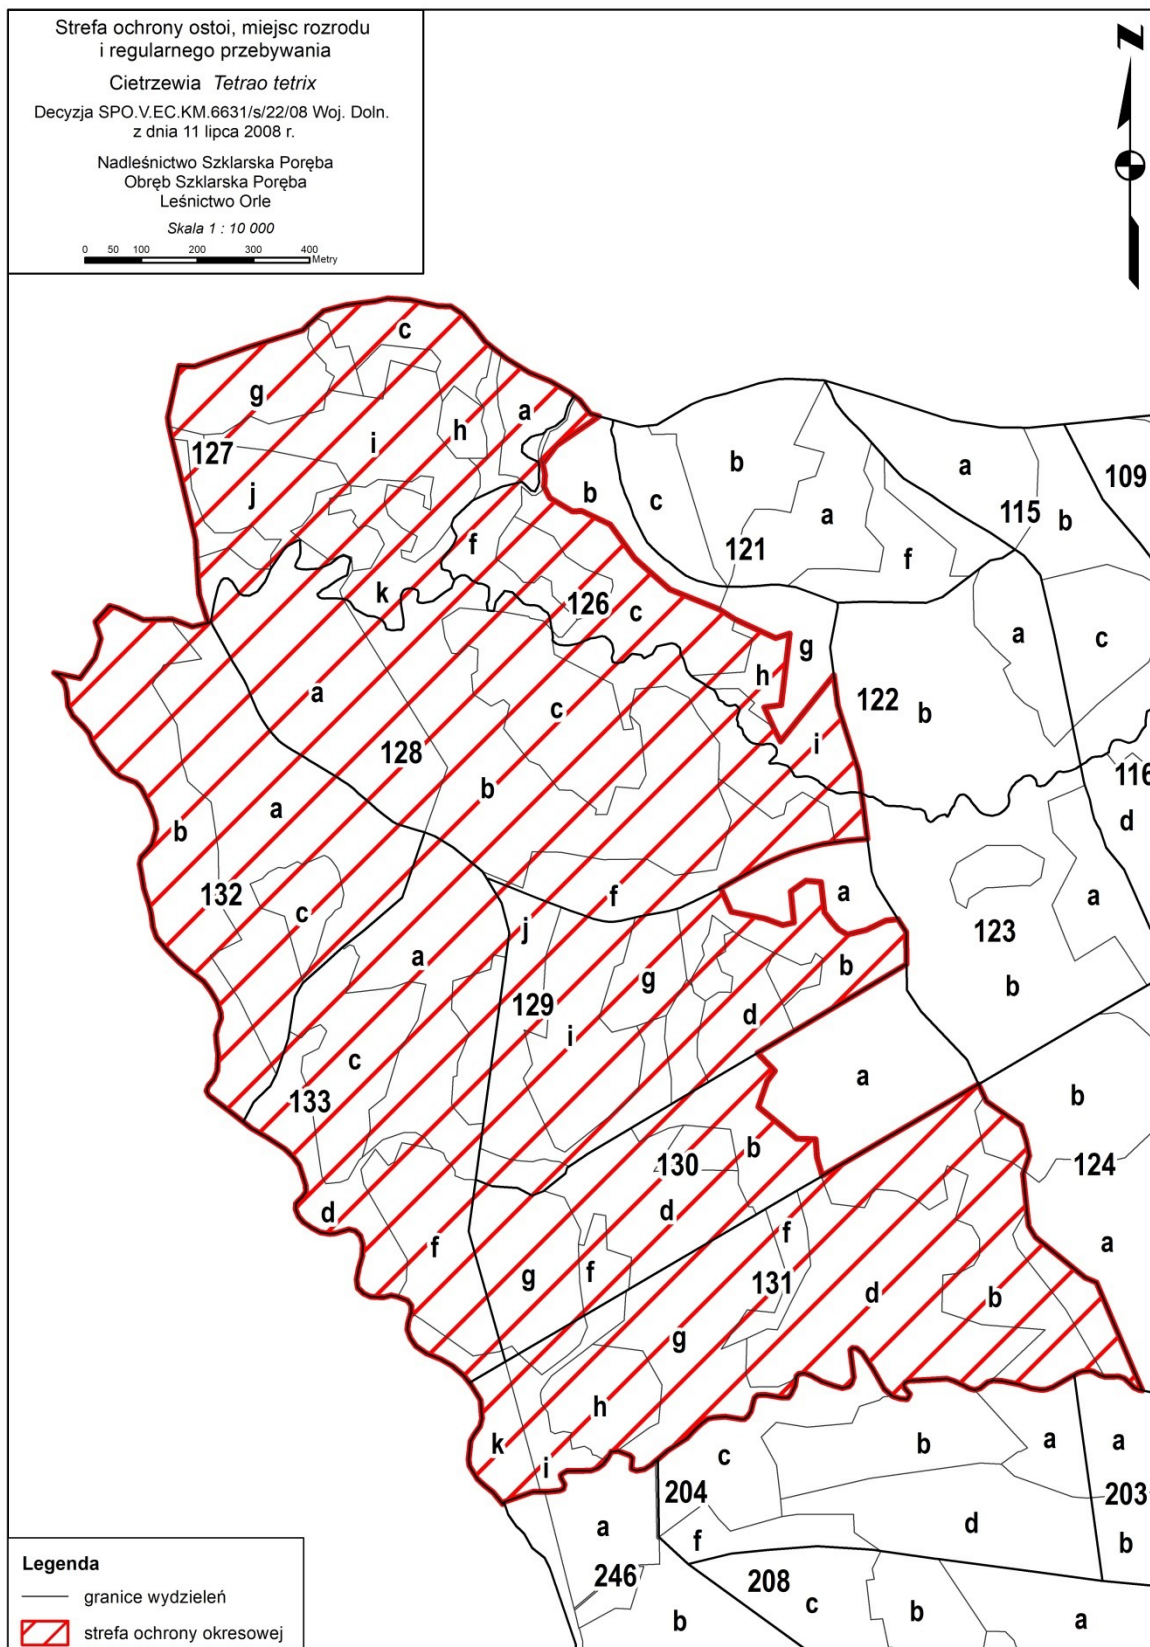 Strefa ochrony ostoi, miejsc rozrodu
i regularnego przebywania
Cietrzewia Tetrao tetrix
Decyzja SPO.V.EC.KM.6631/s/22/08 Woj. Doln.
z dnia 11 lipca 2008 r.
Nadleśnictwo Szklarska Poręba
Obręb Szklarska Poręba
Leśnictwo Orle
Skala 1 : 10 000
0 50 100 200 300 400
Metry
N
c
g
a
h
i
127
j
b
c
b
a
121
f
a
115
b
109
f
k
126
c
g
h
a
c
122
b
i
116
d
a
c
128
b
a
b
132
c
f
a
a
123
b
a
j
g
b
129
i
d
c
133
a
b
124
130
b
d
d
f
g
f
f
131
d
b
a
g
h
k
i
c
b
a
a
204
203
f
d
b
a
246
208
c
b
a
b
Legenda
granice wydzieleń
strefa ochrony okresowej